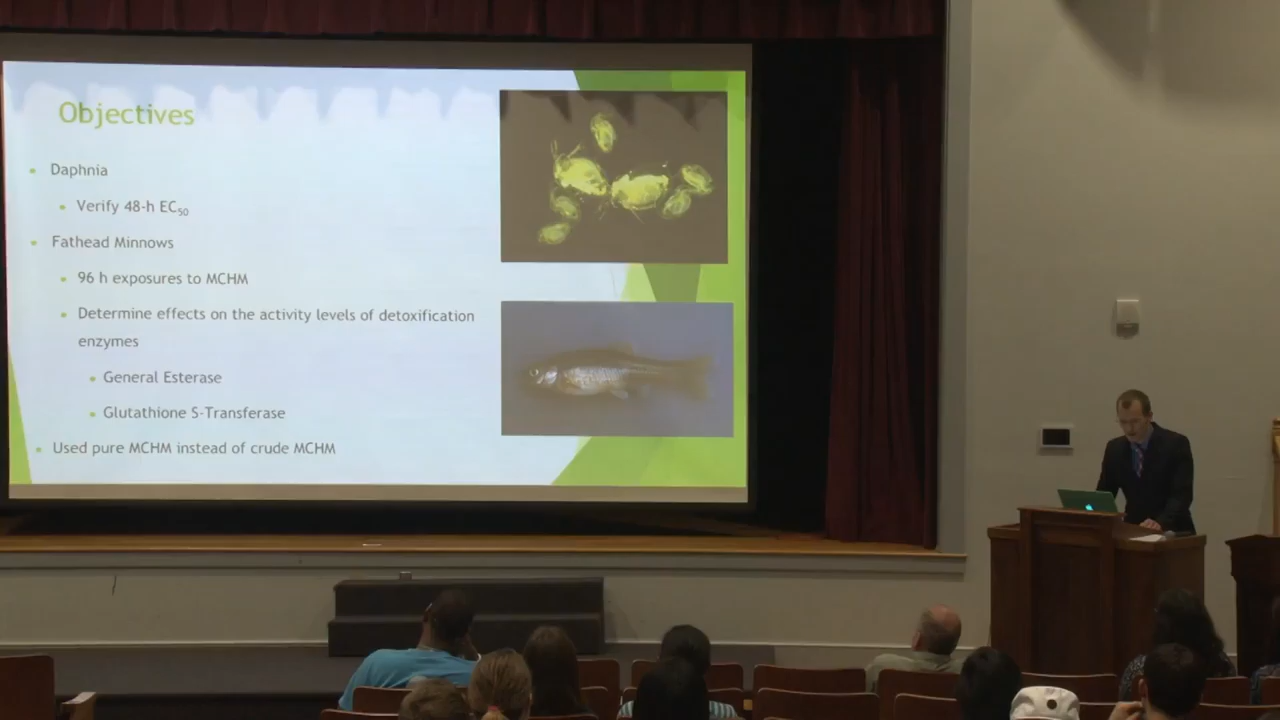 Objectives
Daphnia
Verify 48-h EC50
Fathead Minnows
96 h exposures to MCHM
Determine effects on the activity levels of detoxification
enzymes
General Esterase
Glutathione S-Transferase
Used pure MCHM instead of crude MCHM